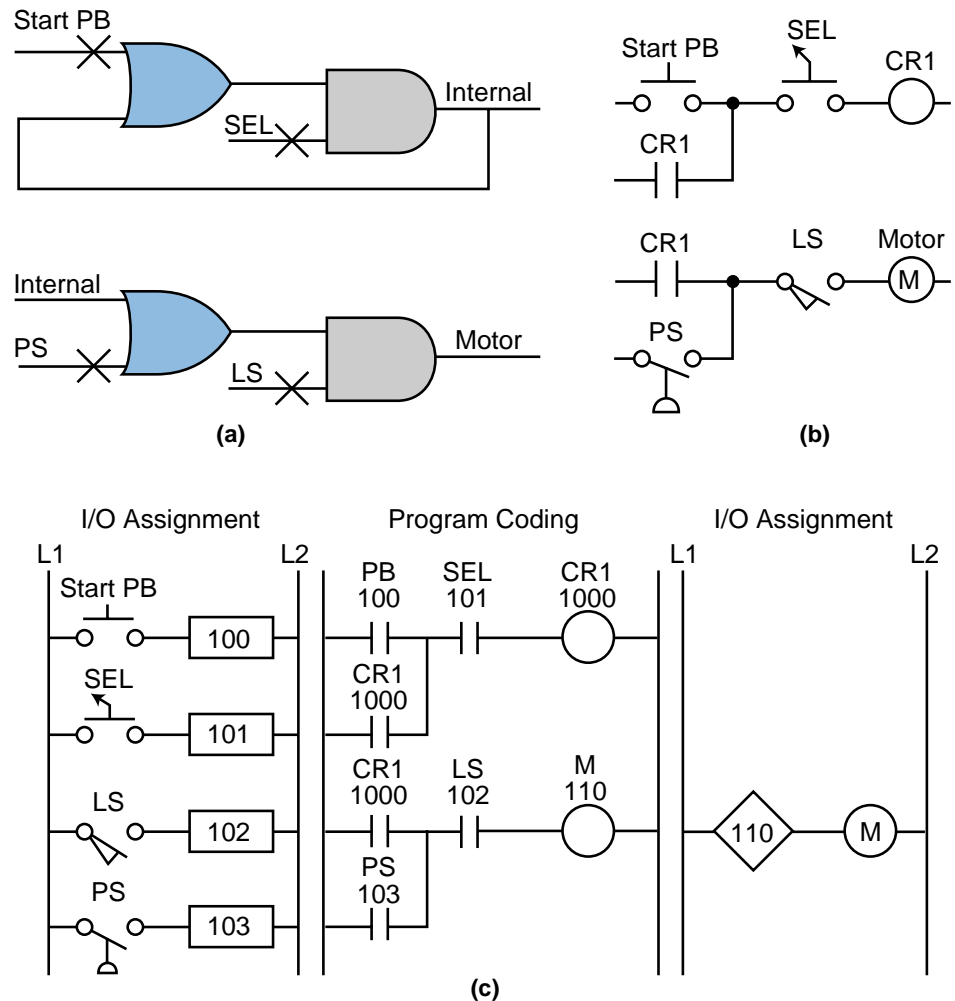 Start PB
SEL
Internal
Internal
PS
LS
Motor
(a)
Start PB
SEL
CR1
CR1
CR1
LS
Motor
M
PS
(b)
I/O Assignment
L1
L2
Start PB
100
SEL
101
LS
102
PS
103
Program Coding
PB
100
SEL
101
CR1
1000
CR1
1000
CR1
1000
LS
102
M
110
PS
103
I/O Assignment
L1
L2
110
M
(c)